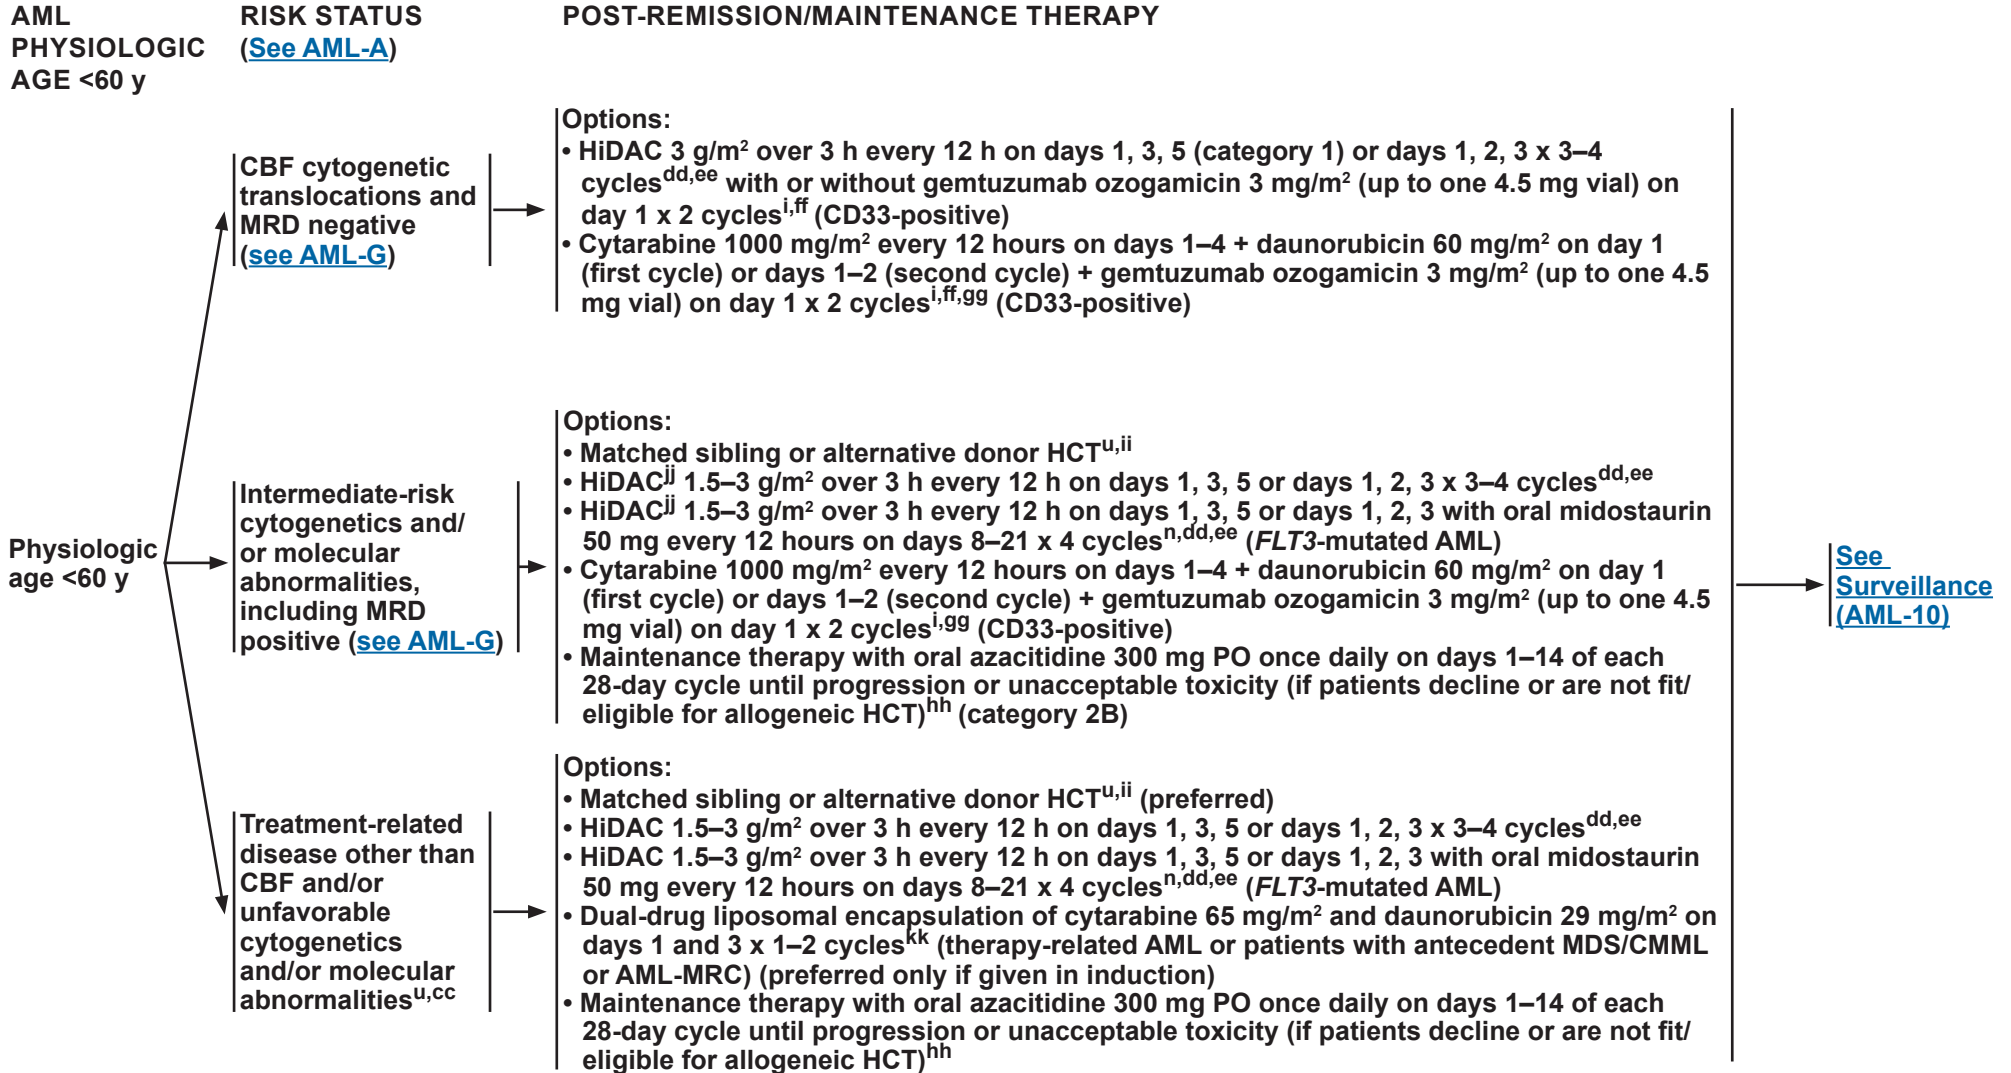 AML PHYSIOLOGIC AGE <60 y
RISK STATUS
(See AML-A)
POST-REMISSION/MAINTENANCE THERAPY
Physiologic
age <60 y
CBF cytogenetic
translocations and
MRD negative
(see AML-G)
Options:
• HiDAC 3 g/m² over 3 h every 12 h on days 1, 3, 5 (category 1) or days 1, 2, 3 x 3–4
cycles^dd,ee with or without gemtuzumab ozogamicin 3 mg/m² (up to one 4.5 mg vial) on
day 1 x 2 cycles^i,ff (CD33-positive)
• Cytarabine 1000 mg/m² every 12 hours on days 1–4 + daunorubicin 60 mg/m² on day 1
(first cycle) or days 1–2 (second cycle) + gemtuzumab ozogamicin 3 mg/m² (up to one 4.5
mg vial) on day 1 x 2 cycles^i,ff,gg (CD33-positive)
Intermediate-risk
cytogenetics and/
or molecular
abnormalities,
including MRD
positive (see AML-G)
Options:
• Matched sibling or alternative donor HCT^u,ii
• HiDAC^jj 1.5–3 g/m² over 3 h every 12 h on days 1, 3, 5 or days 1, 2, 3 x 3–4 cycles^dd,ee
• HiDAC^jj 1.5–3 g/m² over 3 h every 12 h on days 1, 3, 5 or days 1, 2, 3 with oral midostaurin
50 mg every 12 hours on days 8–21 x 4 cycles^n,dd,ee (FLT3-mutated AML)
• Cytarabine 1000 mg/m² every 12 hours on days 1–4 + daunorubicin 60 mg/m² on day 1
(first cycle) or days 1–2 (second cycle) + gemtuzumab ozogamicin 3 mg/m² (up to one 4.5
mg vial) on day 1 x 2 cycles^i,gg (CD33-positive)
• Maintenance therapy with oral azacitidine 300 mg PO once daily on days 1–14 of each
28-day cycle until progression or unacceptable toxicity (if patients decline or are not fit/
eligible for allogeneic HCT)^hh (category 2B)
Treatment-related
disease other than
CBF and/or
unfavorable
cytogenetics
and/or molecular
abnormalities^u,cc
Options:
• Matched sibling or alternative donor HCT^u,ii (preferred)
• HiDAC 1.5–3 g/m² over 3 h every 12 h on days 1, 3, 5 or days 1, 2, 3 x 3–4 cycles^dd,ee
• HiDAC 1.5–3 g/m² over 3 h every 12 h on days 1, 3, 5 or days 1, 2, 3 with oral midostaurin
50 mg every 12 hours on days 8–21 x 4 cycles^n,dd,ee (FLT3-mutated AML)
• Dual-drug liposomal encapsulation of cytarabine 65 mg/m² and daunorubicin 29 mg/m² on
days 1 and 3 x 1–2 cycles^kk (therapy-related AML or patients with antecedent MDS/CMML
or AML-MRC) (preferred only if given in induction)
• Maintenance therapy with oral azacitidine 300 mg PO once daily on days 1–14 of each
28-day cycle until progression or unacceptable toxicity (if patients decline or are not fit/
eligible for allogeneic HCT)^hh
See
Surveillance
(AML-10)